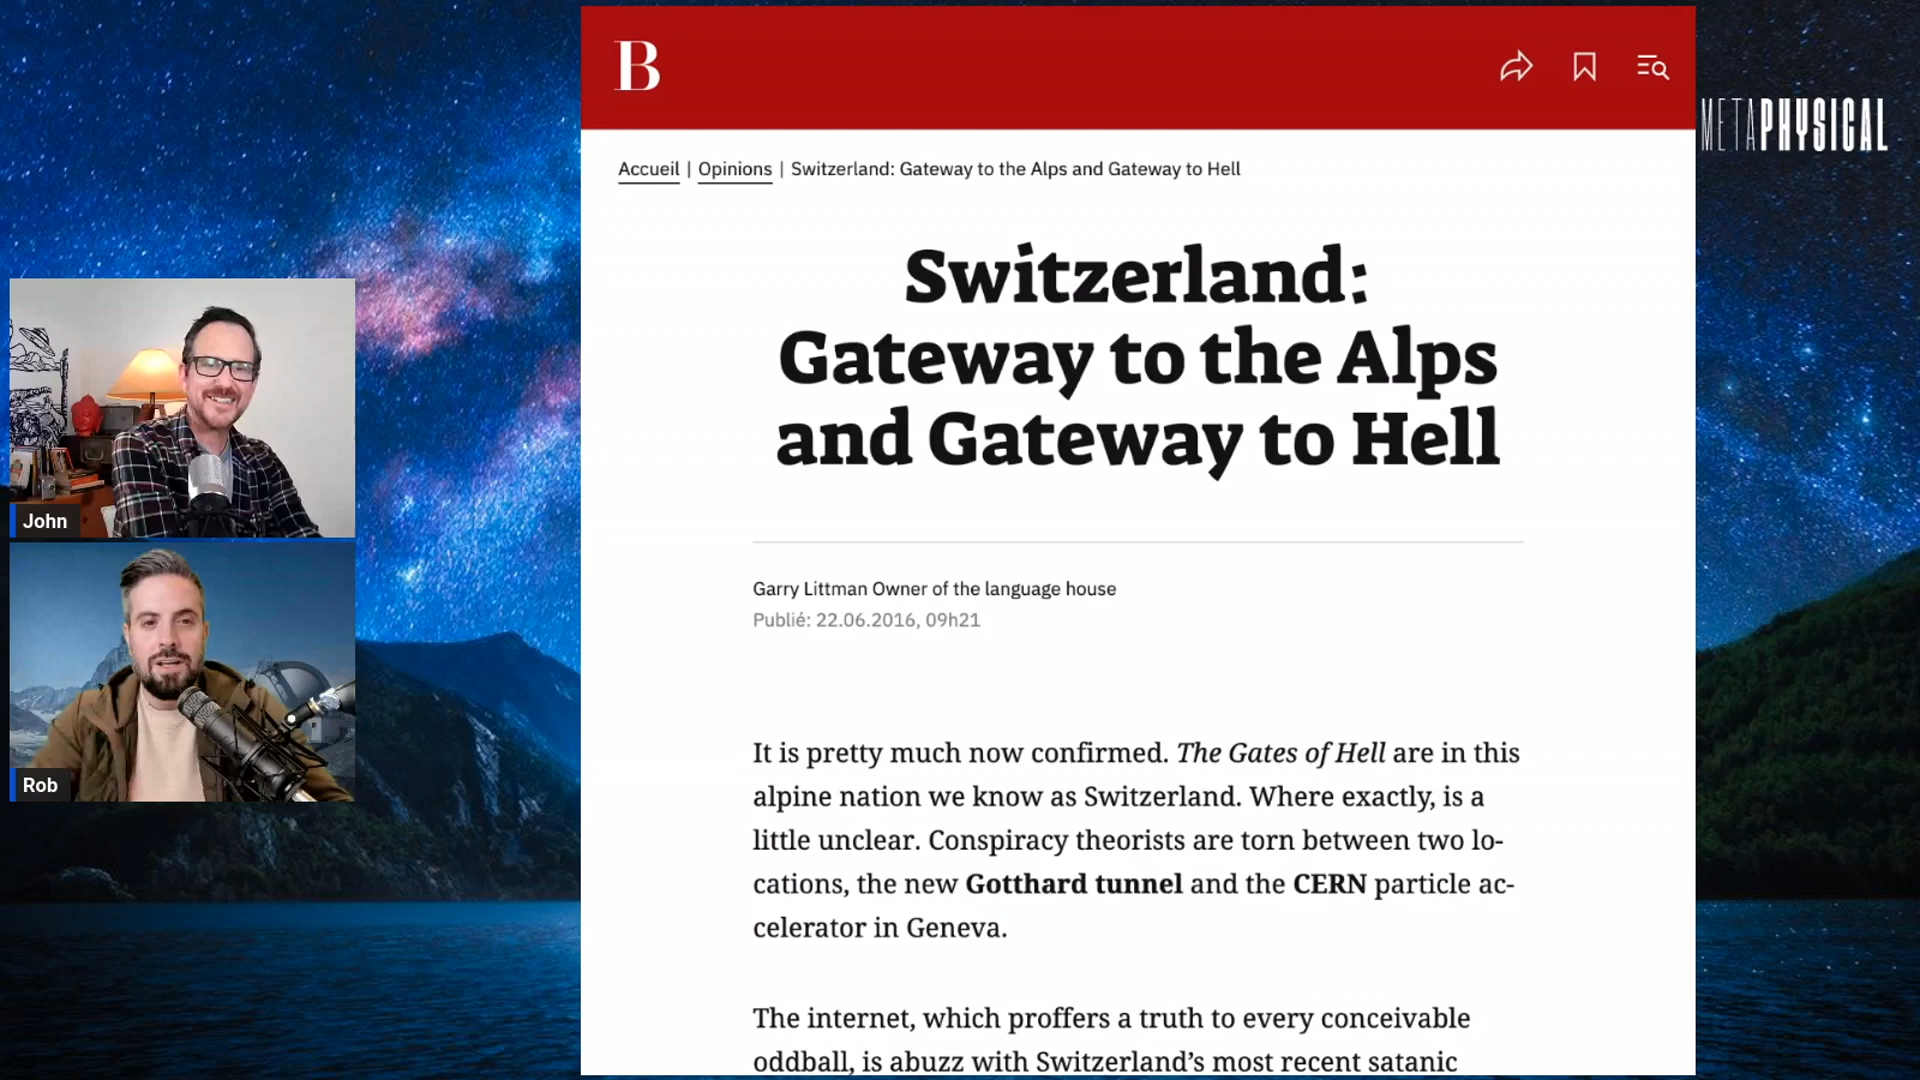 B
METAPHYSICAL
Accueil | Opinions | Switzerland: Gateway to the Alps and Gateway to Hell
Switzerland:
Gateway to the Alps
and Gateway to Hell
Garry Littman Owner of the language house
Publié: 22.06.2016, 09h21
It is pretty much now confirmed. The Gates of Hell are in this
alpine nation we know as Switzerland. Where exactly, is a
little unclear. Conspiracy theorists are torn between two lo-
cations, the new Gotthard tunnel and the CERN particle ac-
celerator in Geneva.
The internet, which proffers a truth to every conceivable
oddball, is abuzz with Switzerland’s most recent satanic
John
Rob